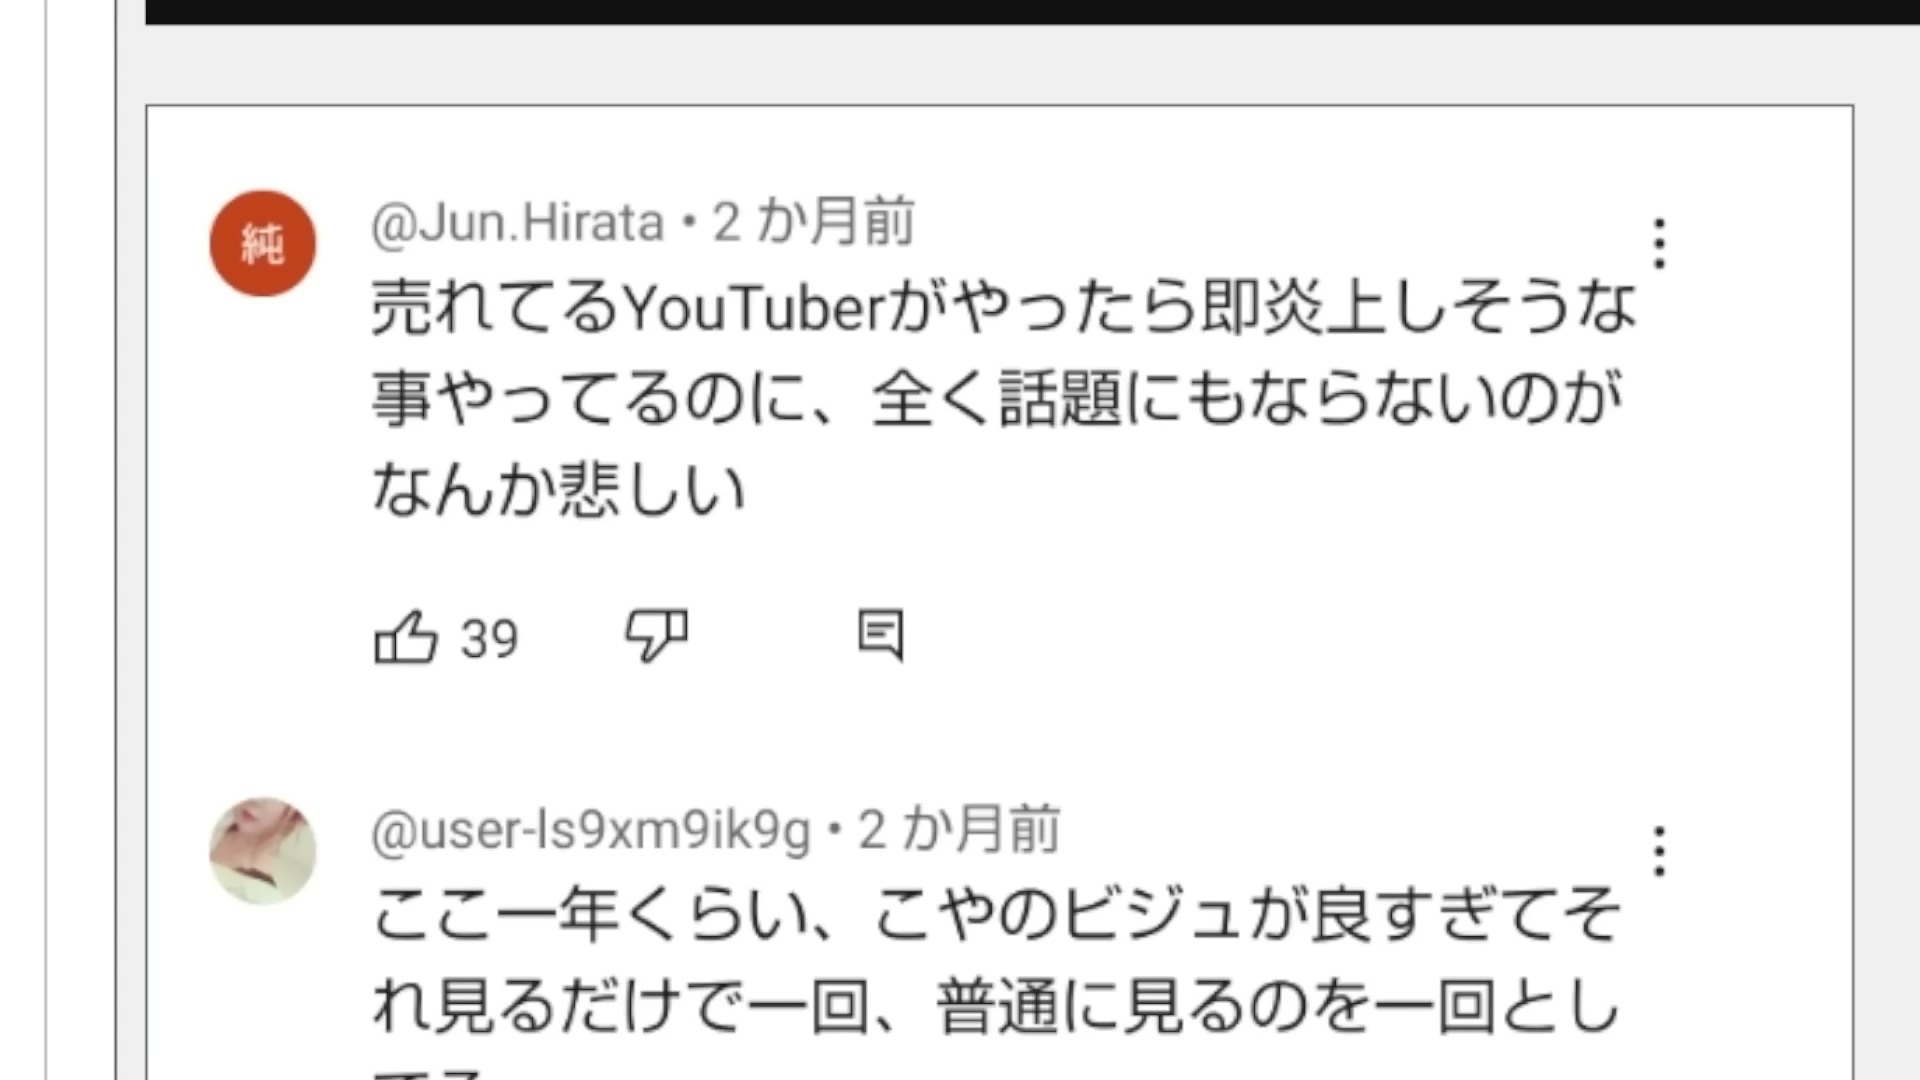 純
@Jun.Hirata・2 か月前
売れてるYouTuberがやったら即炎上しそうな
事やってるのに、全く話題にもならないのが
なんか悲しい
39
@user-ls9xm9ik9g・2 か月前
ここ一年くらい、こやのビジュが良すぎてそ
れ見るだけで一回、普通に見るのを一回とし